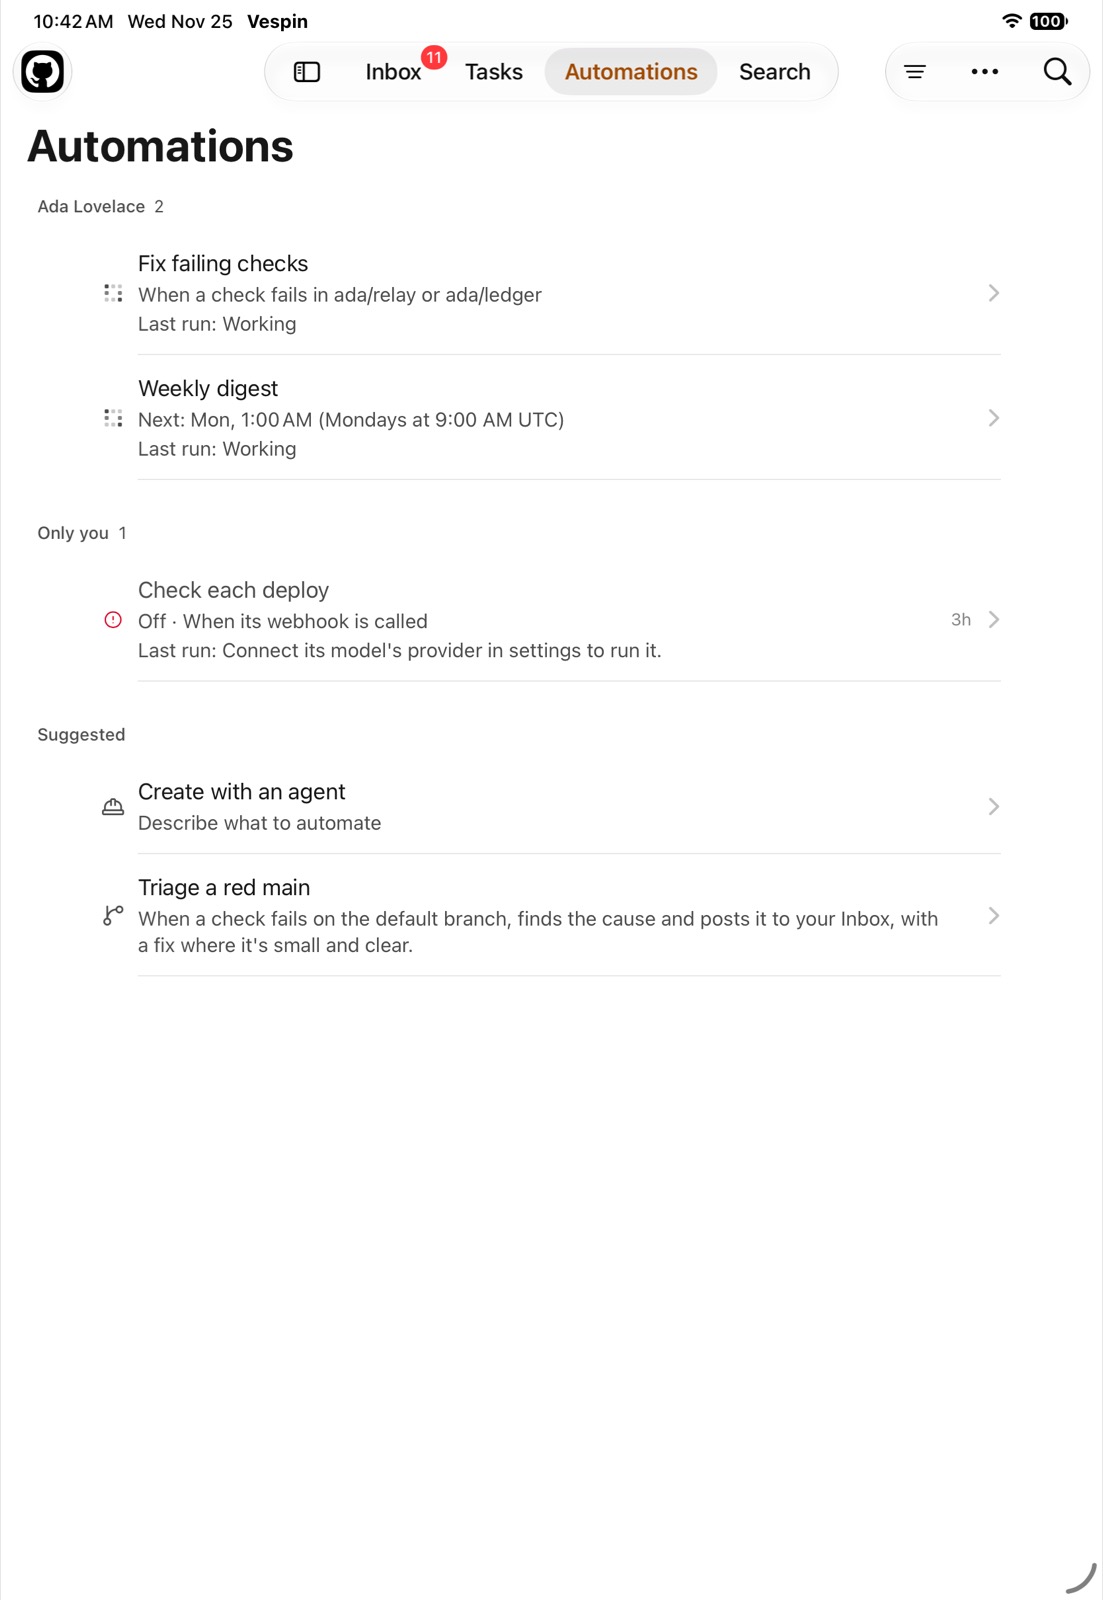 10:42 AM Wed Nov 25 Vespin
100
Inbox 11 Tasks Automations Search
Automations
Ada Lovelace 2
Fix failing checks
When a check fails in ada/relay or ada/ledger
Last run: Working
Weekly digest
Next: Mon, 1:00 AM (Mondays at 9:00 AM UTC)
Last run: Working
Only you 1
Check each deploy
Off · When its webhook is called
3h
Last run: Connect its model's provider in settings to run it.
Suggested
Create with an agent
Describe what to automate
Triage a red main
When a check fails on the default branch, finds the cause and posts it to your Inbox, with
a fix where it's small and clear.